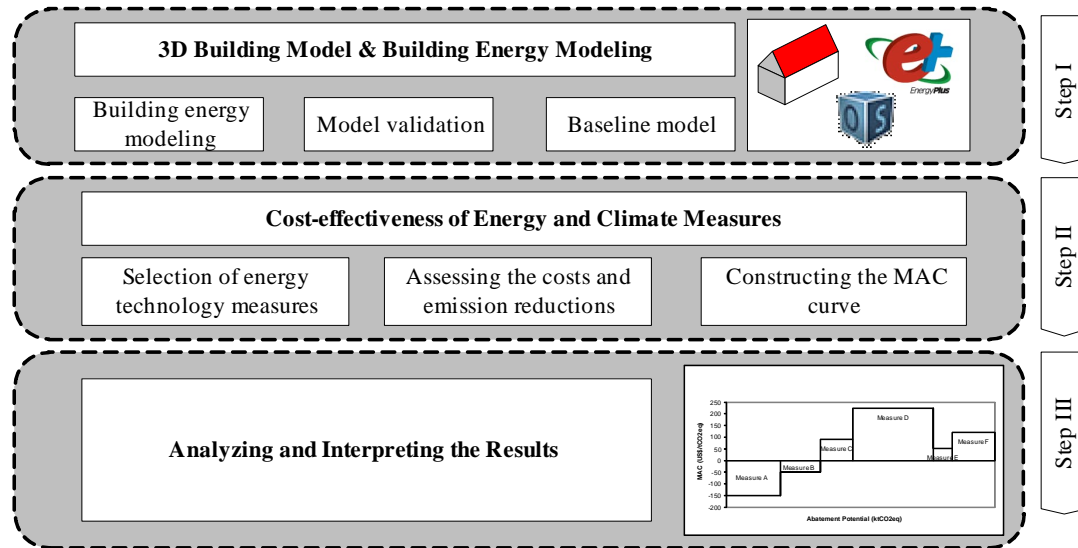 3D Building Model & Building Energy Modeling
Building energy
modeling
Model validation
Baseline model
e+
EnergyPlus
O S
Step I
Cost-effectiveness of Energy and Climate Measures
Selection of energy
technology measures
Assessing the costs and
emission reductions
Constructing the MAC
curve
Step II
Analyzing and Interpreting the Results
MAC (US$/tCO2eq)
250
200
150
100
50
0
-50
-100
-150
-200
Measure A
Measure B
Measure C
Measure D
Measure E
Measure F
Abatement Potential (ktCO2eq)
Step III